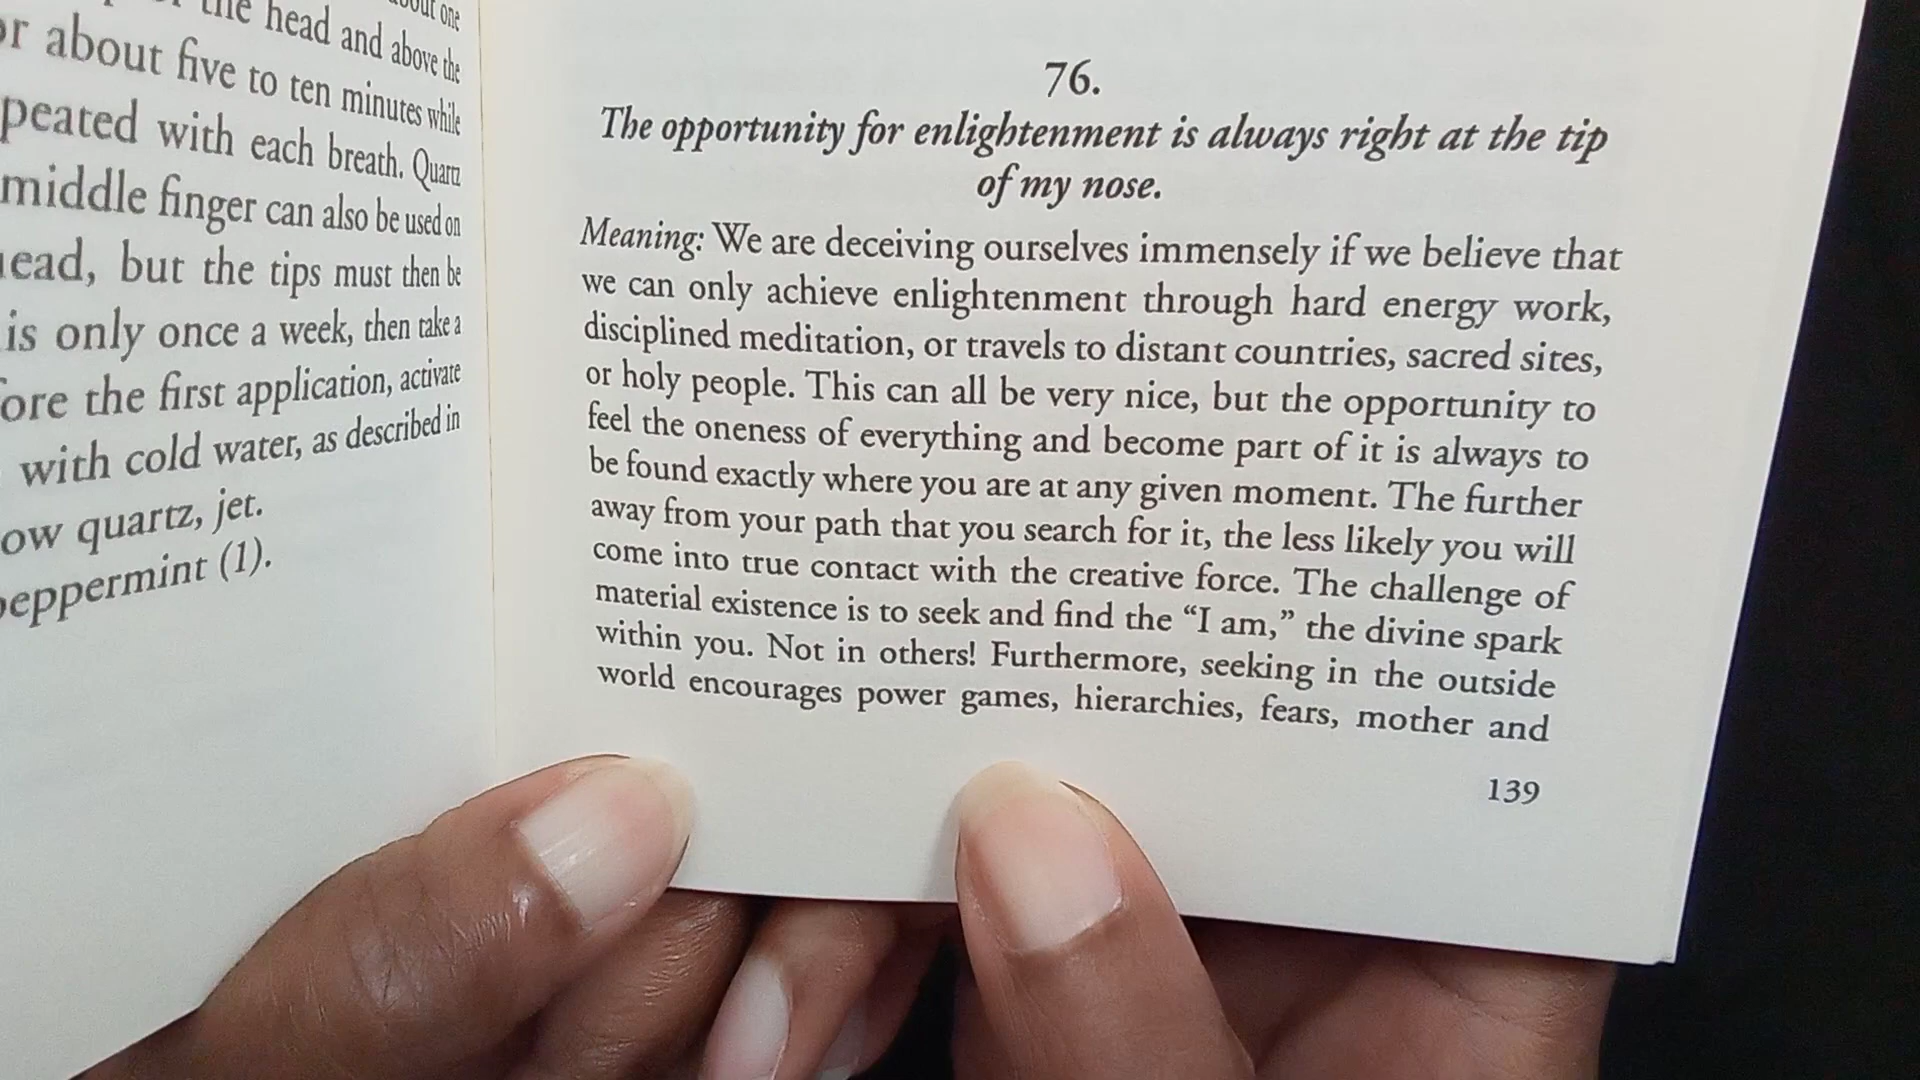 about one
the head and above the
about five to ten minutes while
with each breath. Quartz
middle finger can also be used on
but the tips must then be
is only once a week, then take a
the first application, activate
with cold water, as described in
quartz, jet.
peppermint (1).
76.
The opportunity for enlightenment is always right at the tip
of my nose.
Meaning: We are deceiving ourselves immensely if we believe that
we can only achieve enlightenment through hard energy work,
disciplined meditation, or travels to distant countries, sacred sites,
or holy people. This can all be very nice, but the opportunity to
feel the oneness of everything and become part of it is always to
be found exactly where you are at any given moment. The further
away from your path that you search for it, the less likely you will
come into true contact with the creative force. The challenge of
material existence is to seek and find the “I am,” the divine spark
within you. Not in others! Furthermore, seeking in the outside
world encourages power games, hierarchies, fears, mother and
139